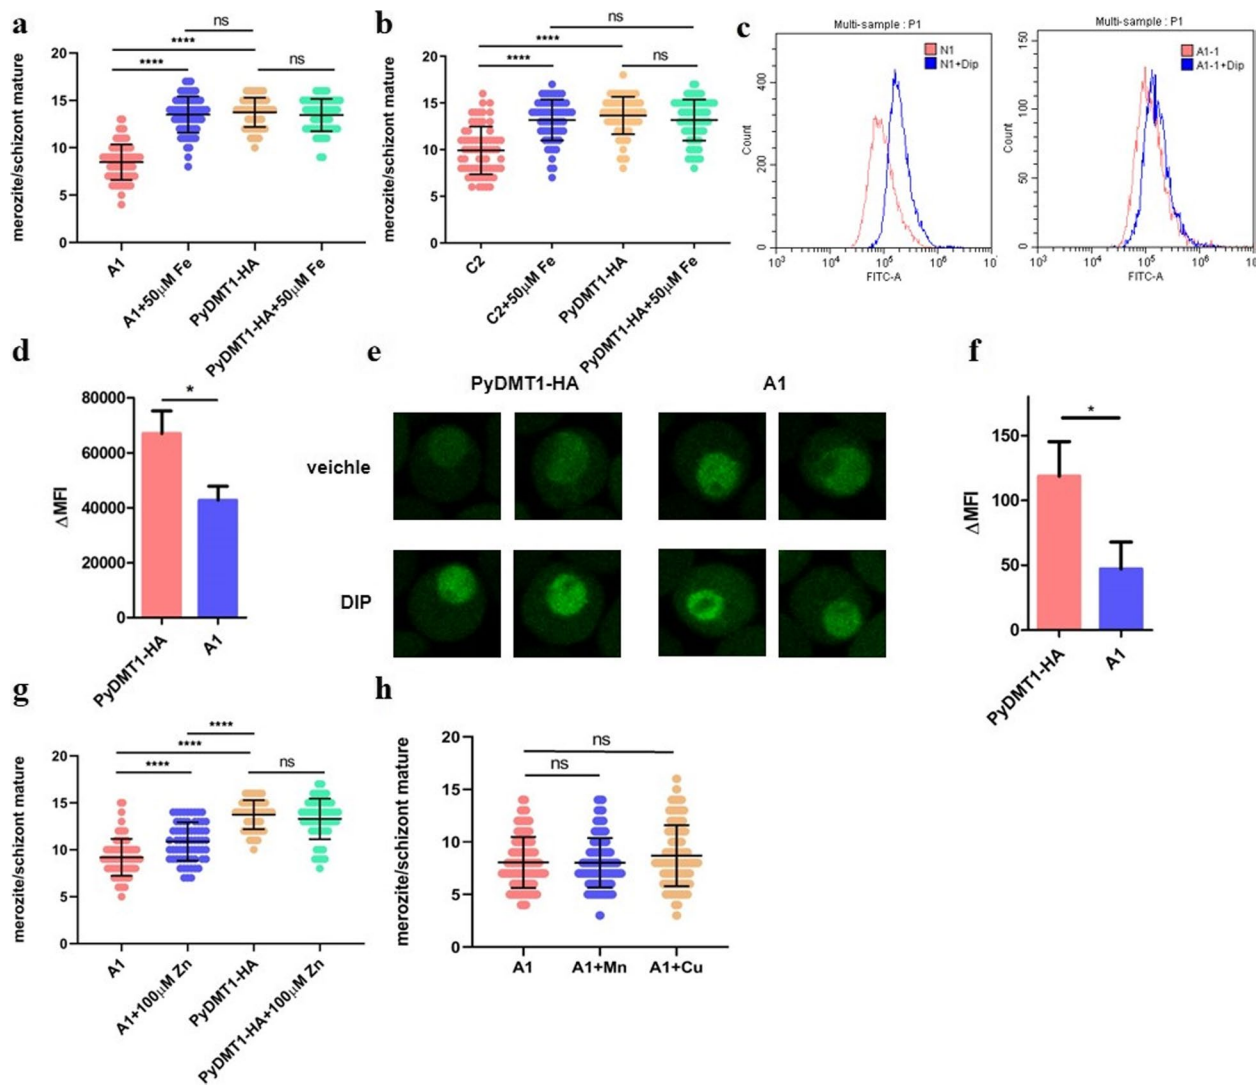 a
ns
****
****
ns
merozite/schizont mature
20
15
10
5
0
A1
A1+50μM Fe
PyDMT1-HA
PyDMT1-HA+50μM Fe
b
ns
****
****
ns
merozite/schizont mature
20
15
10
5
0
C2
C2+50μM Fe
PyDMT1-HA
PyDMT1-HA+50μM Fe
c
Multi-sample : P1
N1
N1+Dip
Count
400
200
0
10³ 10⁴ 10⁵ 10⁶
FITC-A
Multi-sample : P1
A1-1
A1-1+Dip
Count
150
100
50
0
10³ 10⁴ 10⁵ 10⁶
FITC-A
d
*
ΔMFI
80000
60000
40000
20000
0
PyDMT1-HA
A1
e
PyDMT1-HA A1
veichle
DIP
f
*
ΔMFI
150
100
50
0
PyDMT1-HA
A1
g
****
****
****
ns
merozite/schizont mature
20
15
10
5
0
A1
A1+100μM Zn
PyDMT1-HA
PyDMT1-HA+100μM Zn
h
ns
ns
merozite/schizont mature
20
15
10
5
0
A1 A1+Mn A1+Cu